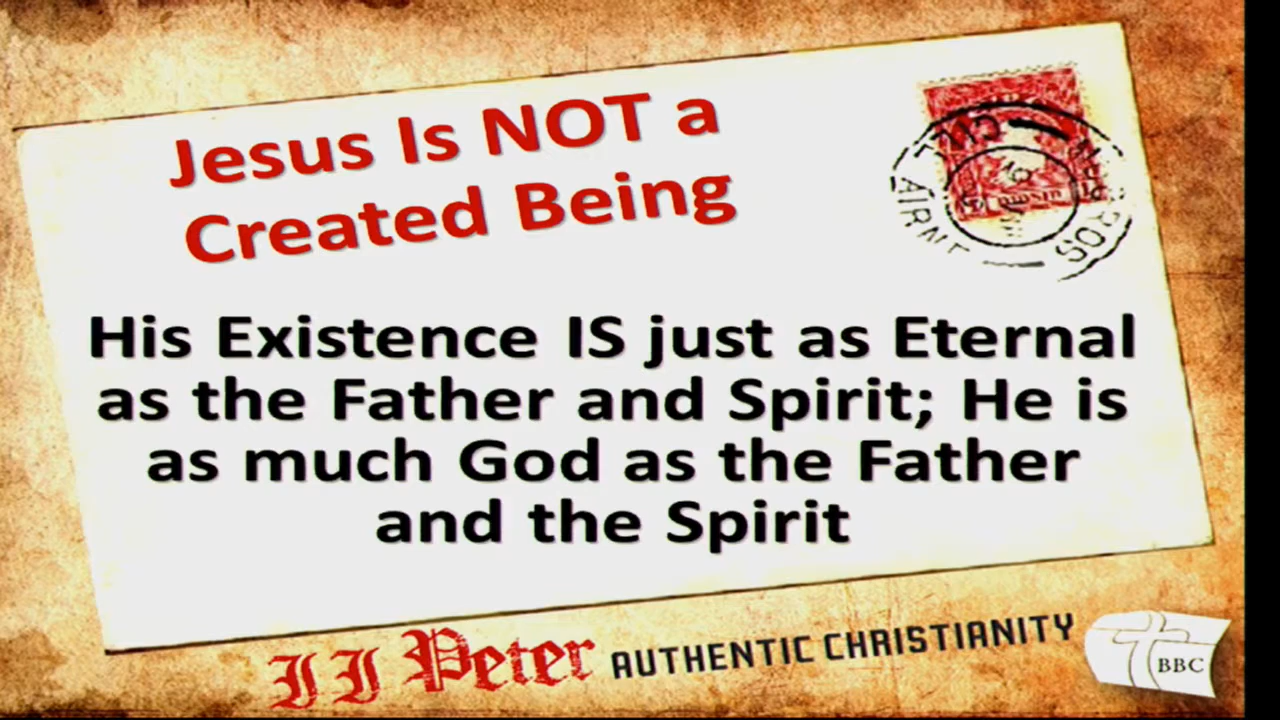 Jesus Is NOT a
Created Being
His Existence IS just as Eternal
as the Father and Spirit; He is
as much God as the Father
and the Spirit
II Peter AUTHENTIC CHRISTIANITY
BBC